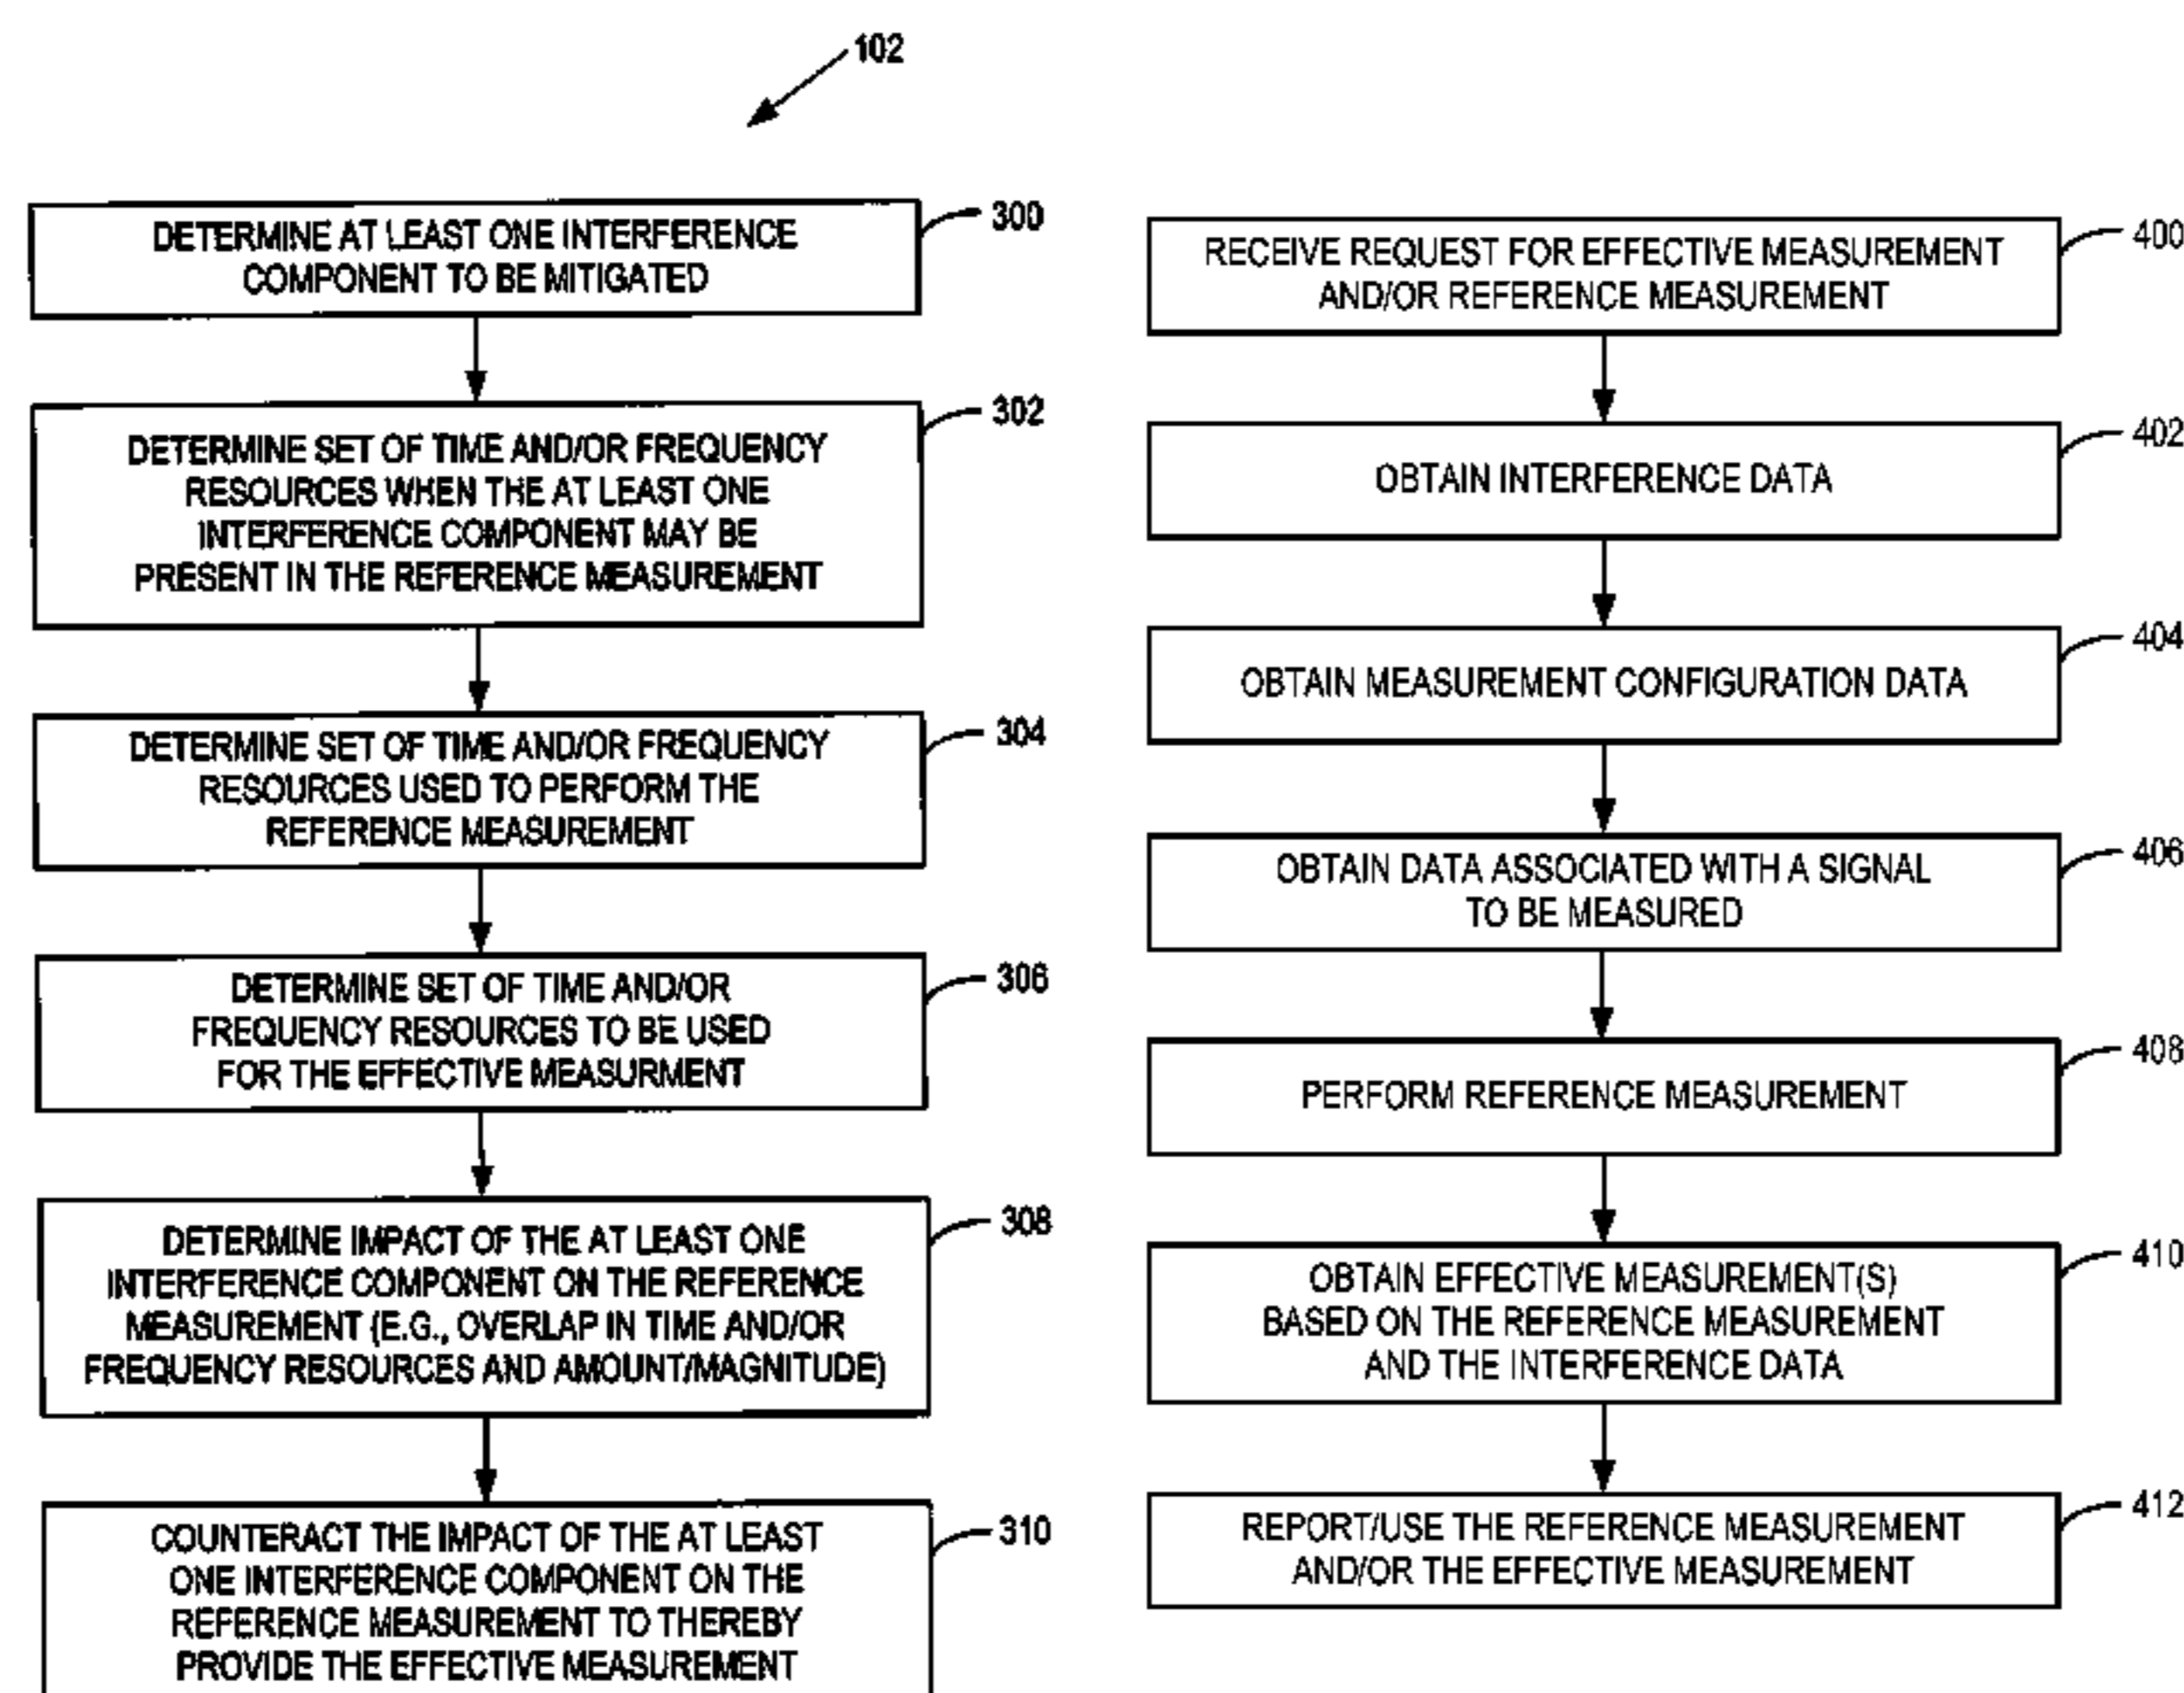 102
300
DETERMINE AT LEAST ONE INTERFERENCE
COMPONENT TO BE MITIGATED
302
DETERMINE SET OF TIME AND/OR FREQUENCY
RESOURCES WHEN THE AT LEAST ONE
INTERFERENCE COMPONENT MAY BE
PRESENT IN THE REFERENCE MEASUREMENT
304
DETERMINE SET OF TIME AND/OR FREQUENCY
RESOURCES USED TO PERFORM THE
REFERENCE MEASUREMENT
306
DETERMINE SET OF TIME AND/OR
FREQUENCY RESOURCES TO BE USED
FOR THE EFFECTIVE MEASURMENT
308
DETERMINE IMPACT OF THE AT LEAST ONE
INTERFERENCE COMPONENT ON THE REFERENCE
MEASUREMENT (E.G., OVERLAP IN TIME AND/OR
FREQUENCY RESOURCES AND AMOUNT/MAGNITUDE)
310
COUNTERACT THE IMPACT OF THE AT LEAST
ONE INTERFERENCE COMPONENT ON THE
REFERENCE MEASUREMENT TO THEREBY
PROVIDE THE EFFECTIVE MEASUREMENT
400
RECEIVE REQUEST FOR EFFECTIVE MEASUREMENT
AND/OR REFERENCE MEASUREMENT
402
OBTAIN INTERFERENCE DATA
404
OBTAIN MEASUREMENT CONFIGURATION DATA
406
OBTAIN DATA ASSOCIATED WITH A SIGNAL
TO BE MEASURED
408
PERFORM REFERENCE MEASUREMENT
410
OBTAIN EFFECTIVE MEASUREMENT(S)
BASED ON THE REFERENCE MEASUREMENT
AND THE INTERFERENCE DATA
412
REPORT/USE THE REFERENCE MEASUREMENT
AND/OR THE EFFECTIVE MEASUREMENT